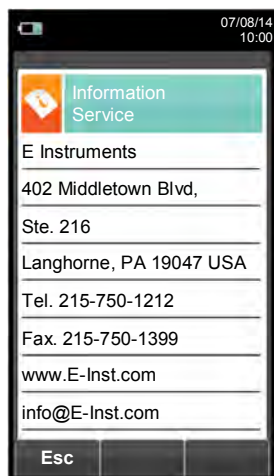 07/08/14
10:00
Information
Service
E Instruments
402 Middletown Blvd,
Ste. 216
Langhorne, PA 19047 USA
Tel. 215-750-1212
Fax. 215-750-1399
www.E-Inst.com
info@E-Inst.com
Esc